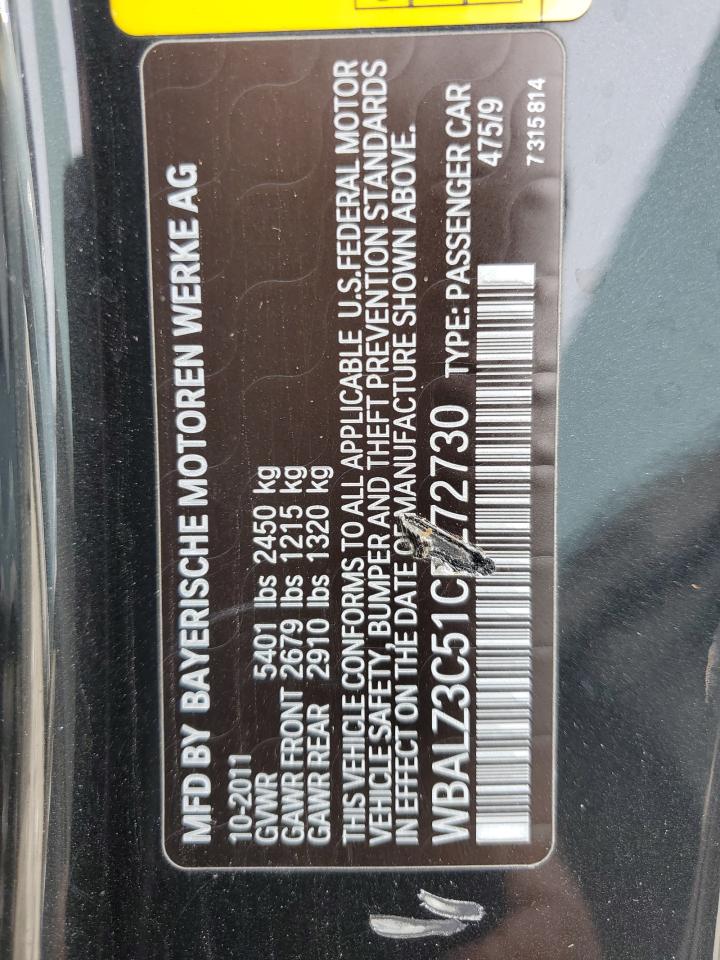 MFD BY BAYERISCHE MOTOREN WERKE AG
10-2011
GVWR 5401 lbs 2450 kg
GAWR FRONT 2679 lbs 1215 kg
GAWR REAR 2910 lbs 1320 kg
THIS VEHICLE CONFORMS TO ALL APPLICABLE U.S.FEDERAL MOTOR
VEHICLE SAFETY, BUMPER AND THEFT PREVENTION STANDARDS
IN EFFECT ON THE DATE OF MANUFACTURE SHOWN ABOVE.
WBALZ3C51C 72730 TYPE: PASSENGER CAR
475/9
7 315 814